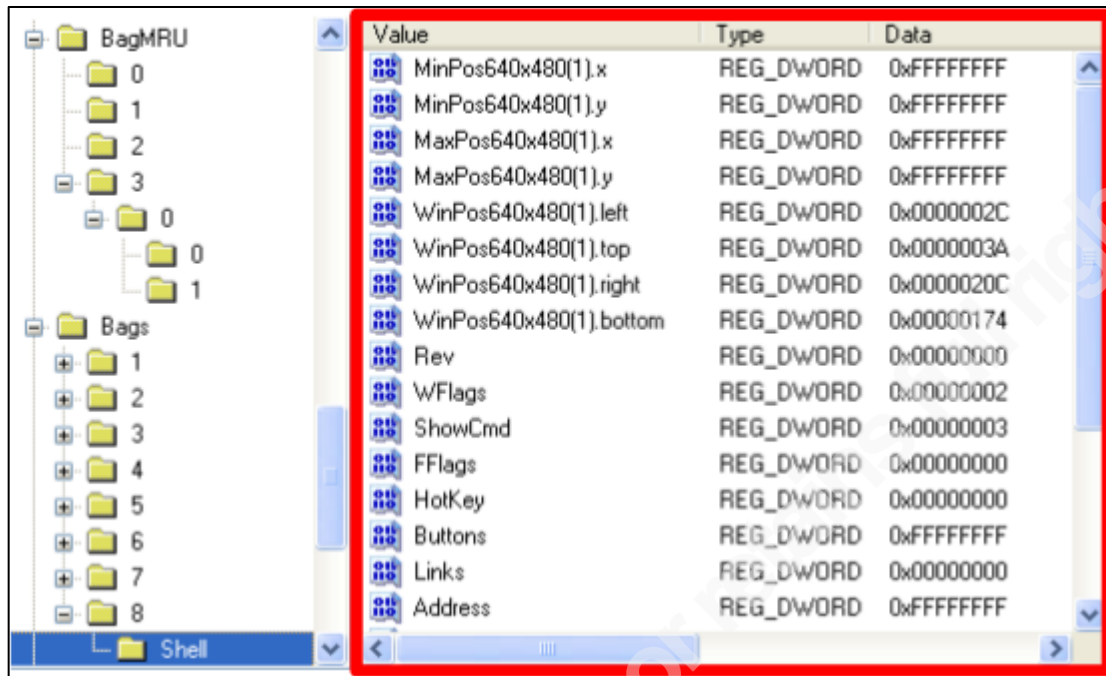 BagMRU
0
1
2
3
0
0
1
Bags
1
2
3
4
5
6
7
8
Shell
Value Type Data
MinPos640x480(1).x REG_DWORD 0xFFFFFFFF
MinPos640x480(1).y REG_DWORD 0xFFFFFFFF
MaxPos640x480(1).x REG_DWORD 0xFFFFFFFF
MaxPos640x480(1).y REG_DWORD 0xFFFFFFFF
WinPos640x480(1).left REG_DWORD 0x0000002C
WinPos640x480(1).top REG_DWORD 0x0000003A
WinPos640x480(1).right REG_DWORD 0x0000020C
WinPos640x480(1).bottom REG_DWORD 0x00000174
Rev REG_DWORD 0x00000000
WFlags REG_DWORD 0x00000002
ShowCmd REG_DWORD 0x00000003
FFlags REG_DWORD 0x00000000
HotKey REG_DWORD 0x00000000
Buttons REG_DWORD 0xFFFFFFFF
Links REG_DWORD 0x00000000
Address REG_DWORD 0xFFFFFFFF